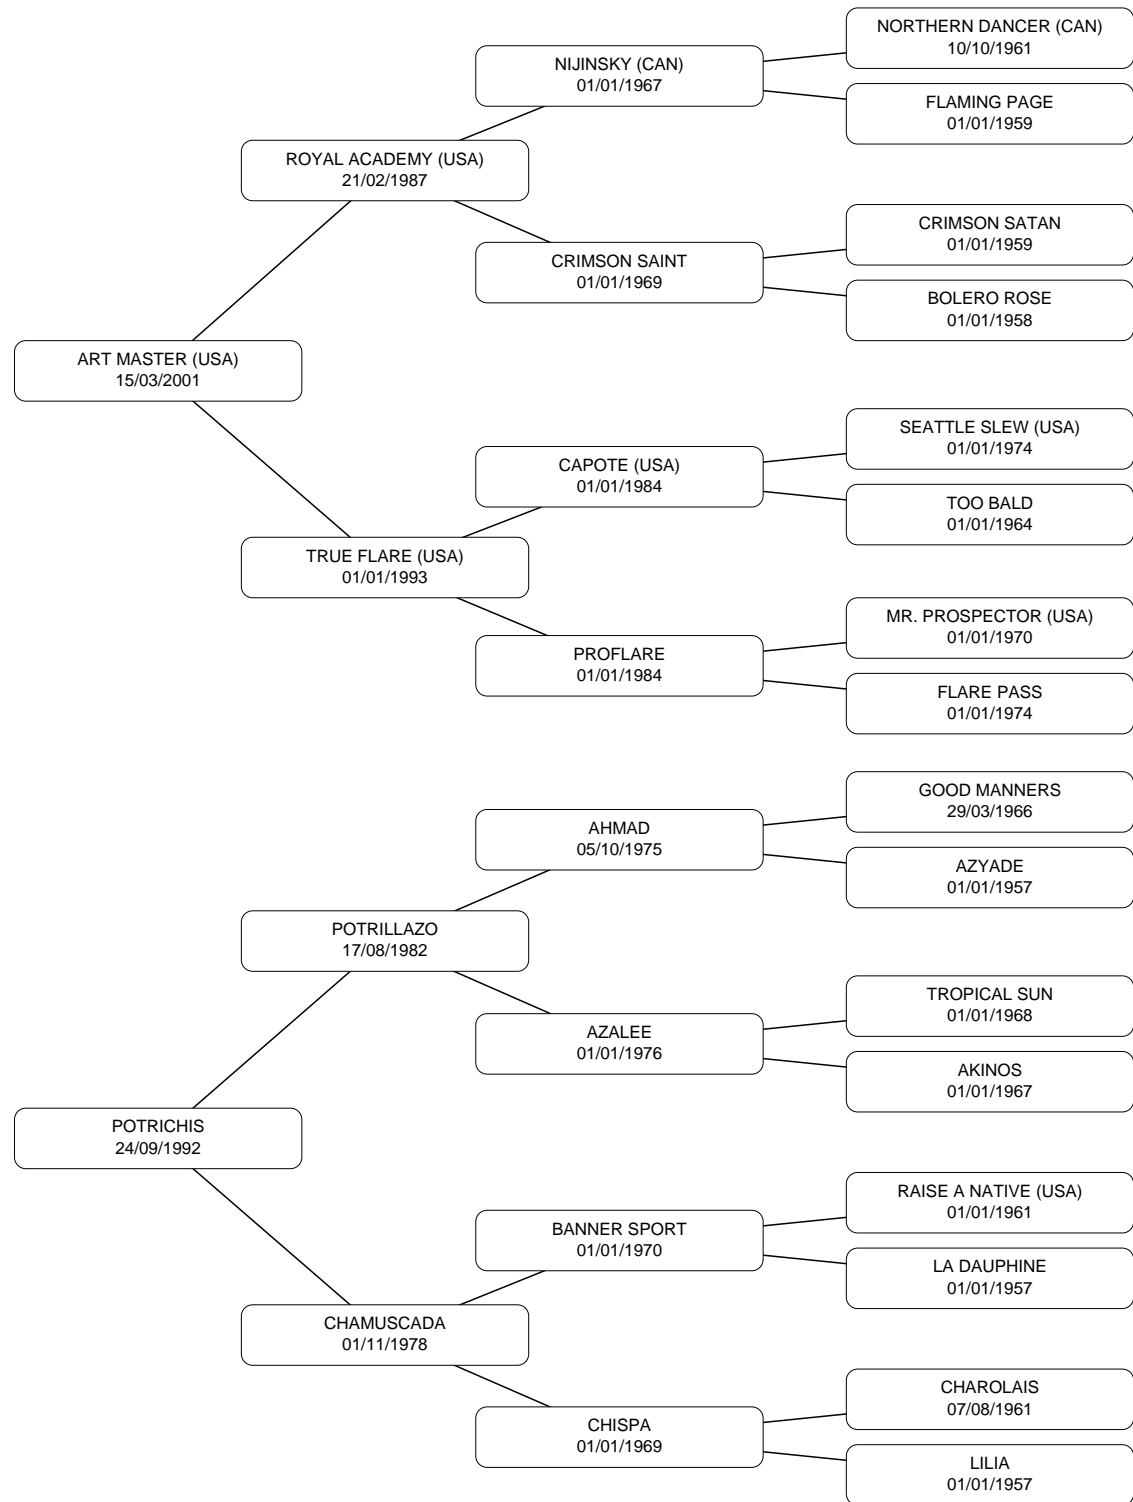 NORTHERN DANCER (CAN)
10/10/1961
NIJINSKY (CAN)
01/01/1967
FLAMING PAGE
01/01/1959
ROYAL ACADEMY (USA)
21/02/1987
CRIMSON SATAN
01/01/1959
CRIMSON SAINT
01/01/1969
BOLERO ROSE
01/01/1958
ART MASTER (USA)
15/03/2001
SEATTLE SLEW (USA)
01/01/1974
CAPOTE (USA)
01/01/1984
TOO BALD
01/01/1964
TRUE FLARE (USA)
01/01/1993
MR. PROSPECTOR (USA)
01/01/1970
PROFLARE
01/01/1984
FLARE PASS
01/01/1974
GOOD MANNERS
29/03/1966
AHMAD
05/10/1975
AZYADE
01/01/1957
POTRILLAZO
17/08/1982
TROPICAL SUN
01/01/1968
AZALEE
01/01/1976
AKINOS
01/01/1967
POTRICHIS
24/09/1992
RAISE A NATIVE (USA)
01/01/1961
BANNER SPORT
01/01/1970
LA DAUPHINE
01/01/1957
CHAMUSCADA
01/11/1978
CHAROLAIS
07/08/1961
CHISPA
01/01/1969
LILIA
01/01/1957